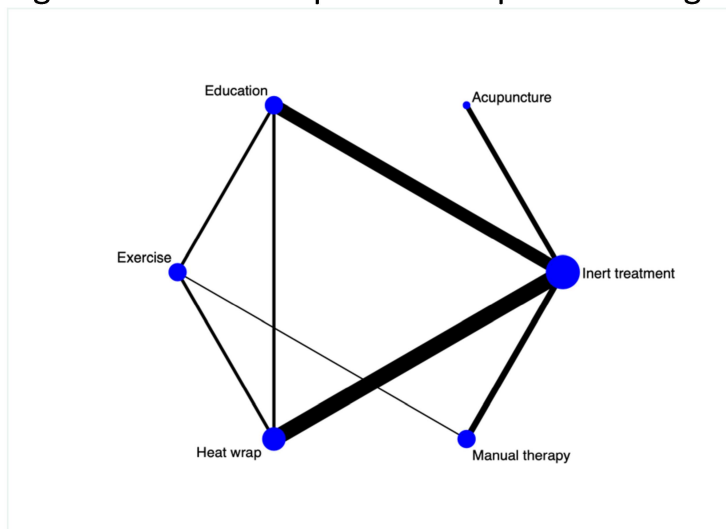 Education
Acupuncture
Exercise
Inert treatment
Heat wrap
Manual therapy